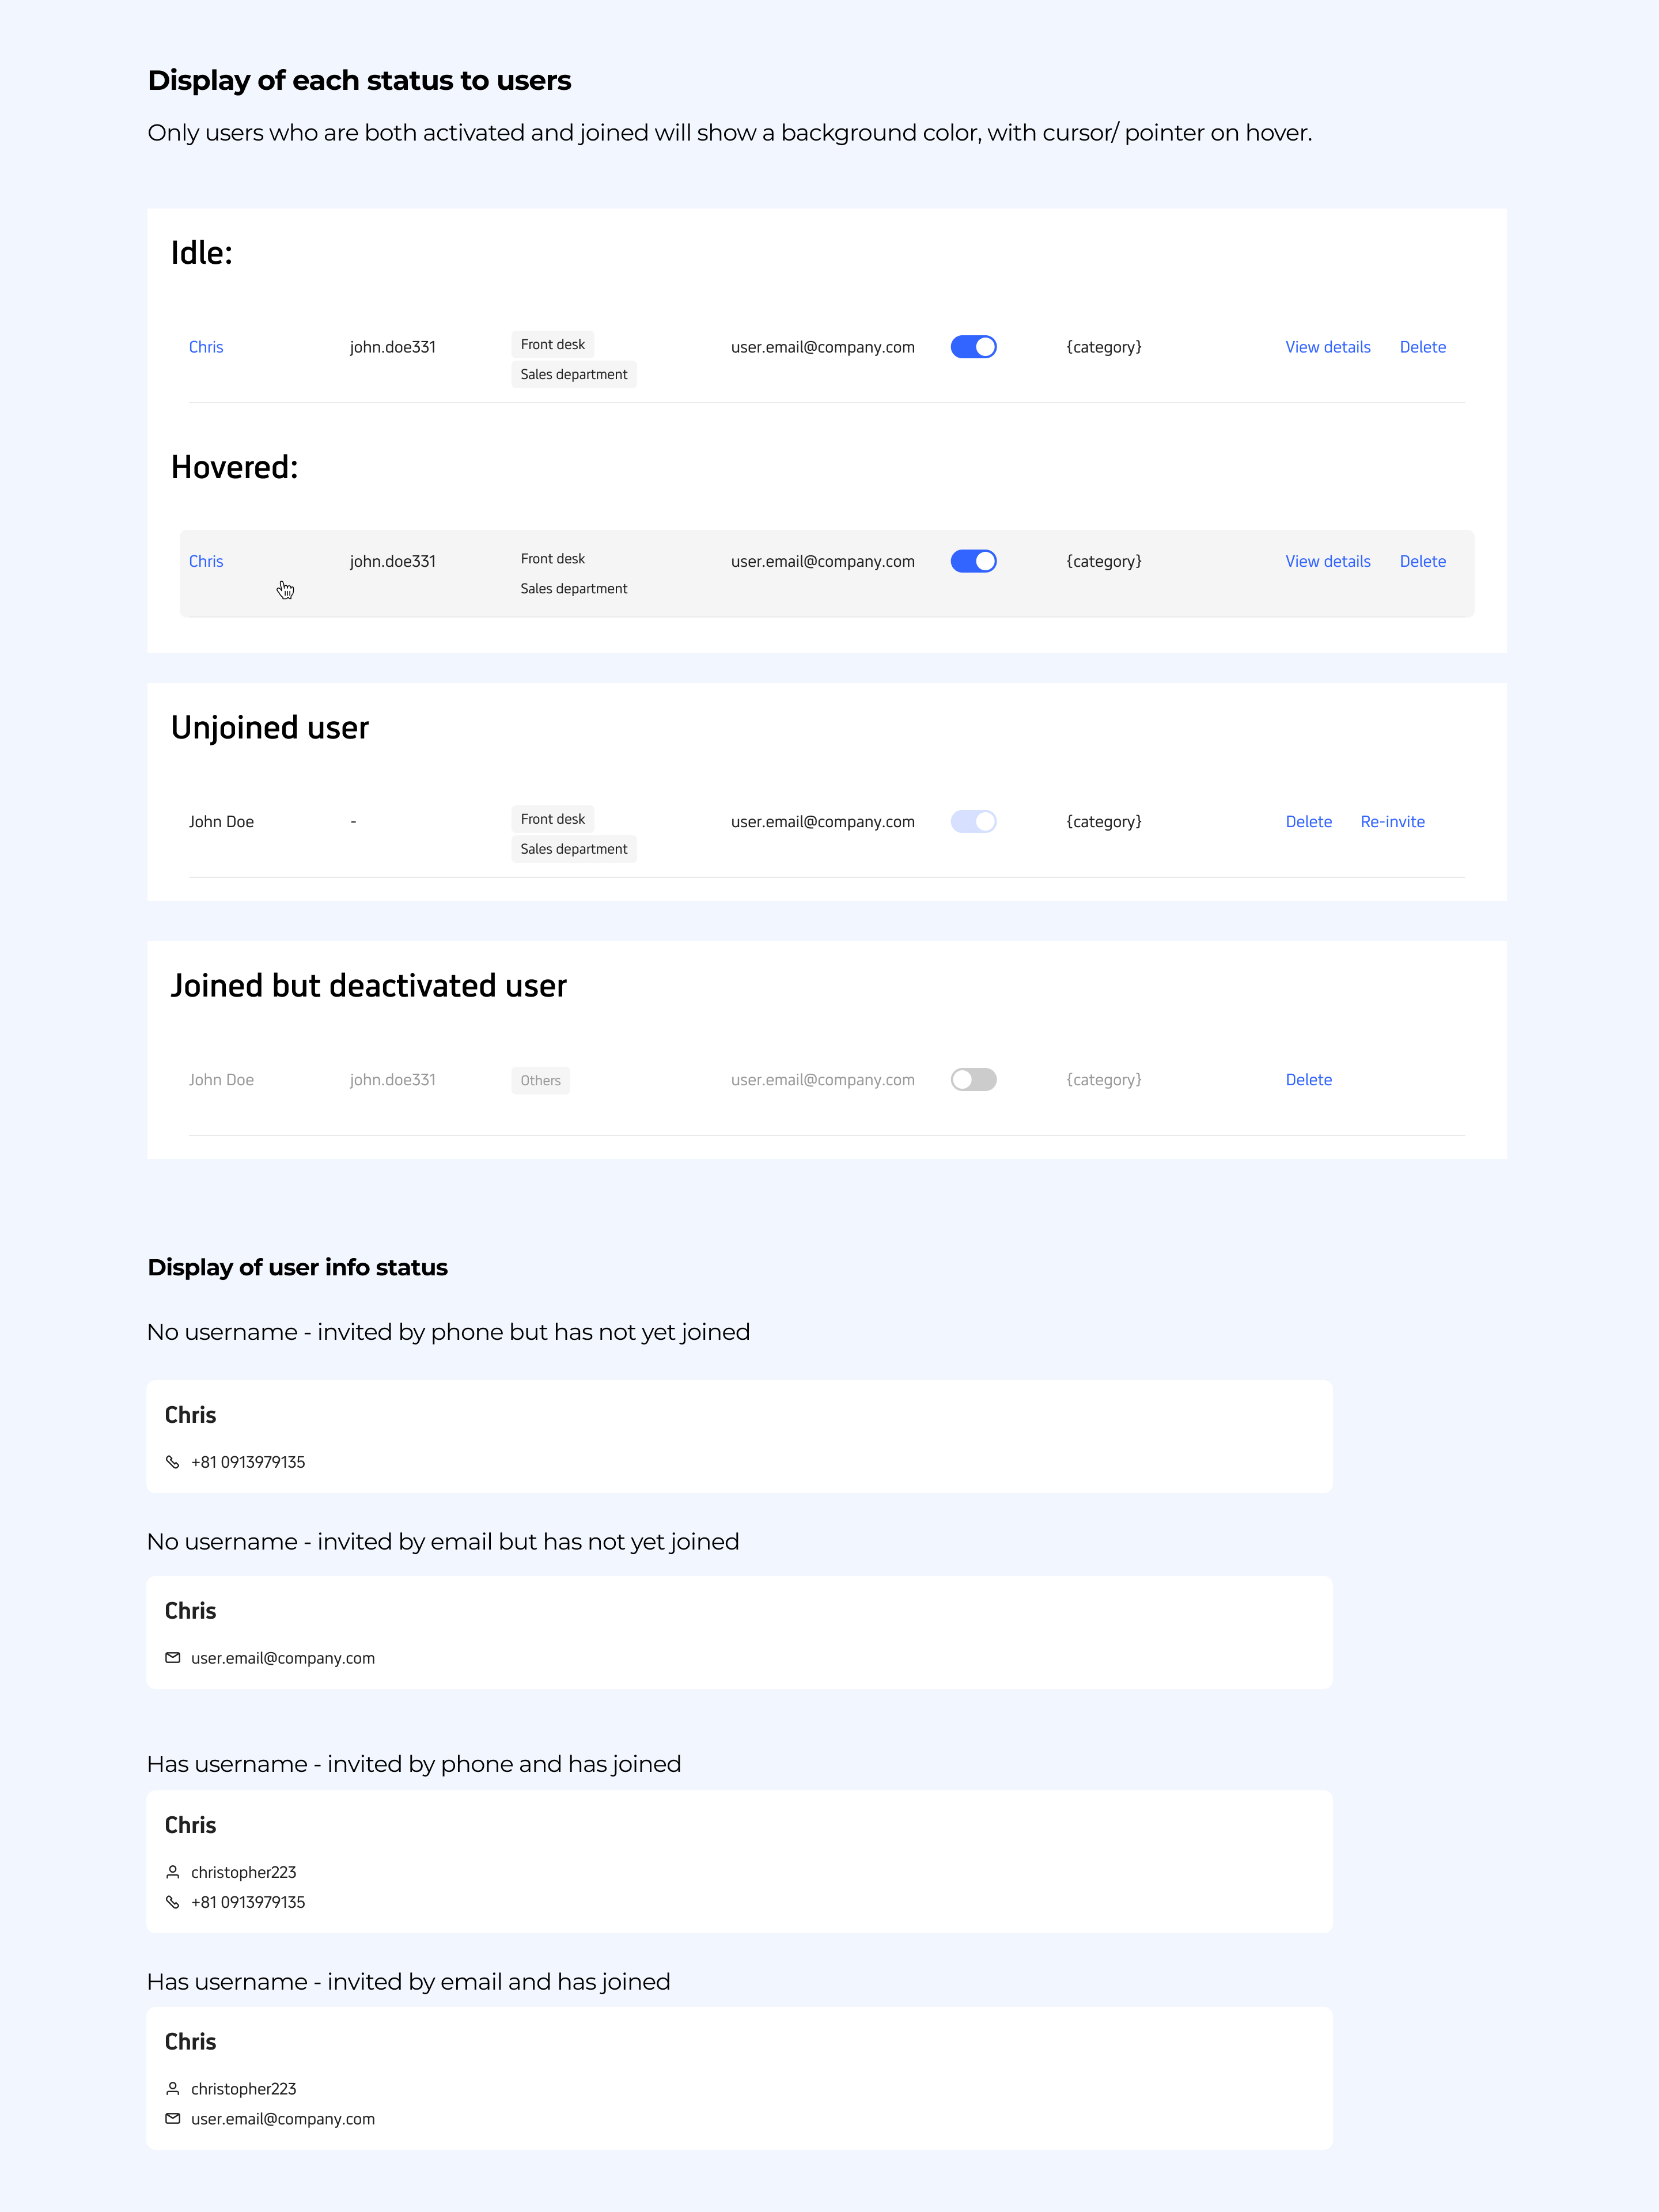 Display of each status to users
Only users who are both activated and joined will show a background color, with cursor/ pointer on hover.
Idle:
Chris john.doe331 Front desk user.email@company.com {category} View details Delete
Sales department
Hovered:
Chris john.doe331 Front desk user.email@company.com {category} View details Delete
Sales department
Unjoined user
John Doe - Front desk user.email@company.com {category} Delete Re-invite
Sales department
Joined but deactivated user
John Doe john.doe331 Others user.email@company.com {category} Delete
Display of user info status
No username - invited by phone but has not yet joined
Chris
+81 0913979135
No username - invited by email but has not yet joined
Chris
user.email@company.com
Has username - invited by phone and has joined
Chris
christopher223
+81 0913979135
Has username - invited by email and has joined
Chris
christopher223
user.email@company.com